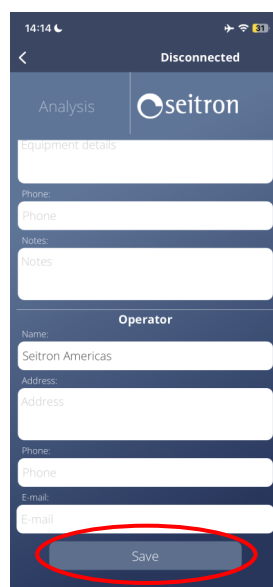 14:14
31
Disconnected
Analysis
seitron
Equipment details
Phone:
Phone
Notes:
Notes
Operator
Name:
Seitron Americas
Address:
Address
Phone:
Phone
E-mail:
E-mail
Save